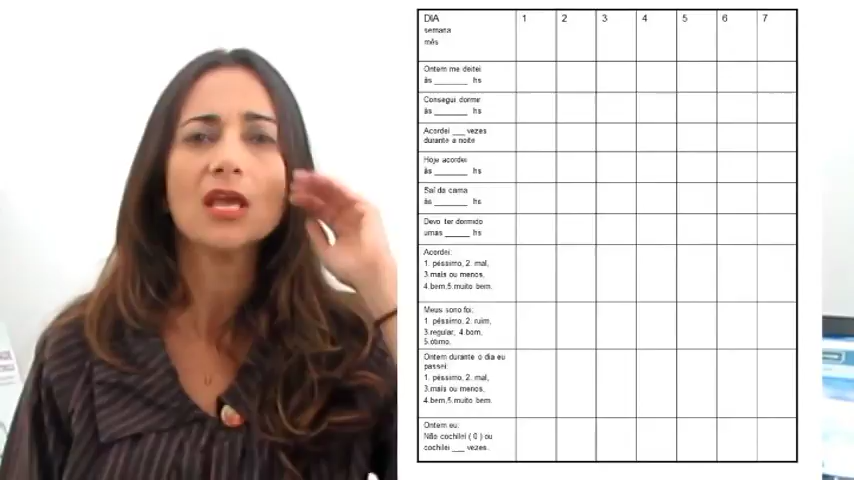 DIA 1 2 3 4 5 6 7
semana
mês
Ontem me deitei
às ________ hs
Consegui dormir
às ________ hs
Acordei ___ vezes
durante a noite
Hoje acordei
às ________ hs
Saí da cama
às ________ hs
Devo ter dormido
umas ______ hs
Acordei:
1. péssimo, 2. mal,
3.mais ou menos,
4.bem,5.muito bem.
Meus sono foi:
1 péssimo, 2. ruim,
3.regular, 4.bom,
5.ótimo.
Ontem durante o dia eu
passei:
1. péssimo, 2. mal,
3.mais ou menos,
4.bem,5.muito bem.
Ontem eu:
Não cochilei ( 0 ) ou
cochilei ___ vezes.